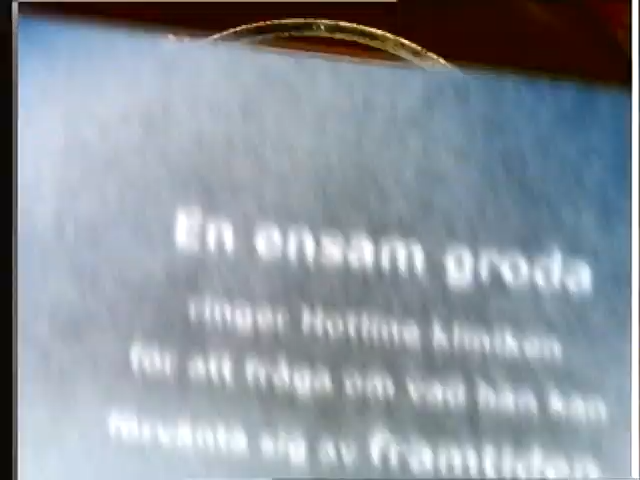 En ensam groda
ringer Hotline kliniken
för att fråga om vad han kan
förvänta sig av framtiden